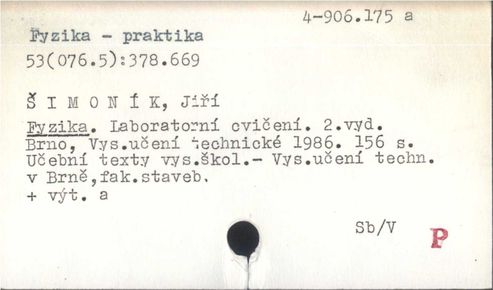 4-906.175 a
Fyzika - praktika
53(076.5):378.669
Š I M O N Í K, Jiří
Fyzika. Laboratorní cvičení. 2.vyd.
Brno, Vys.učení technické 1986. 156 s.
Učební texty vys.škol.- Vys.učení techn.
v Brně,fak.staveb.
+ výt. a
Sb/V
P